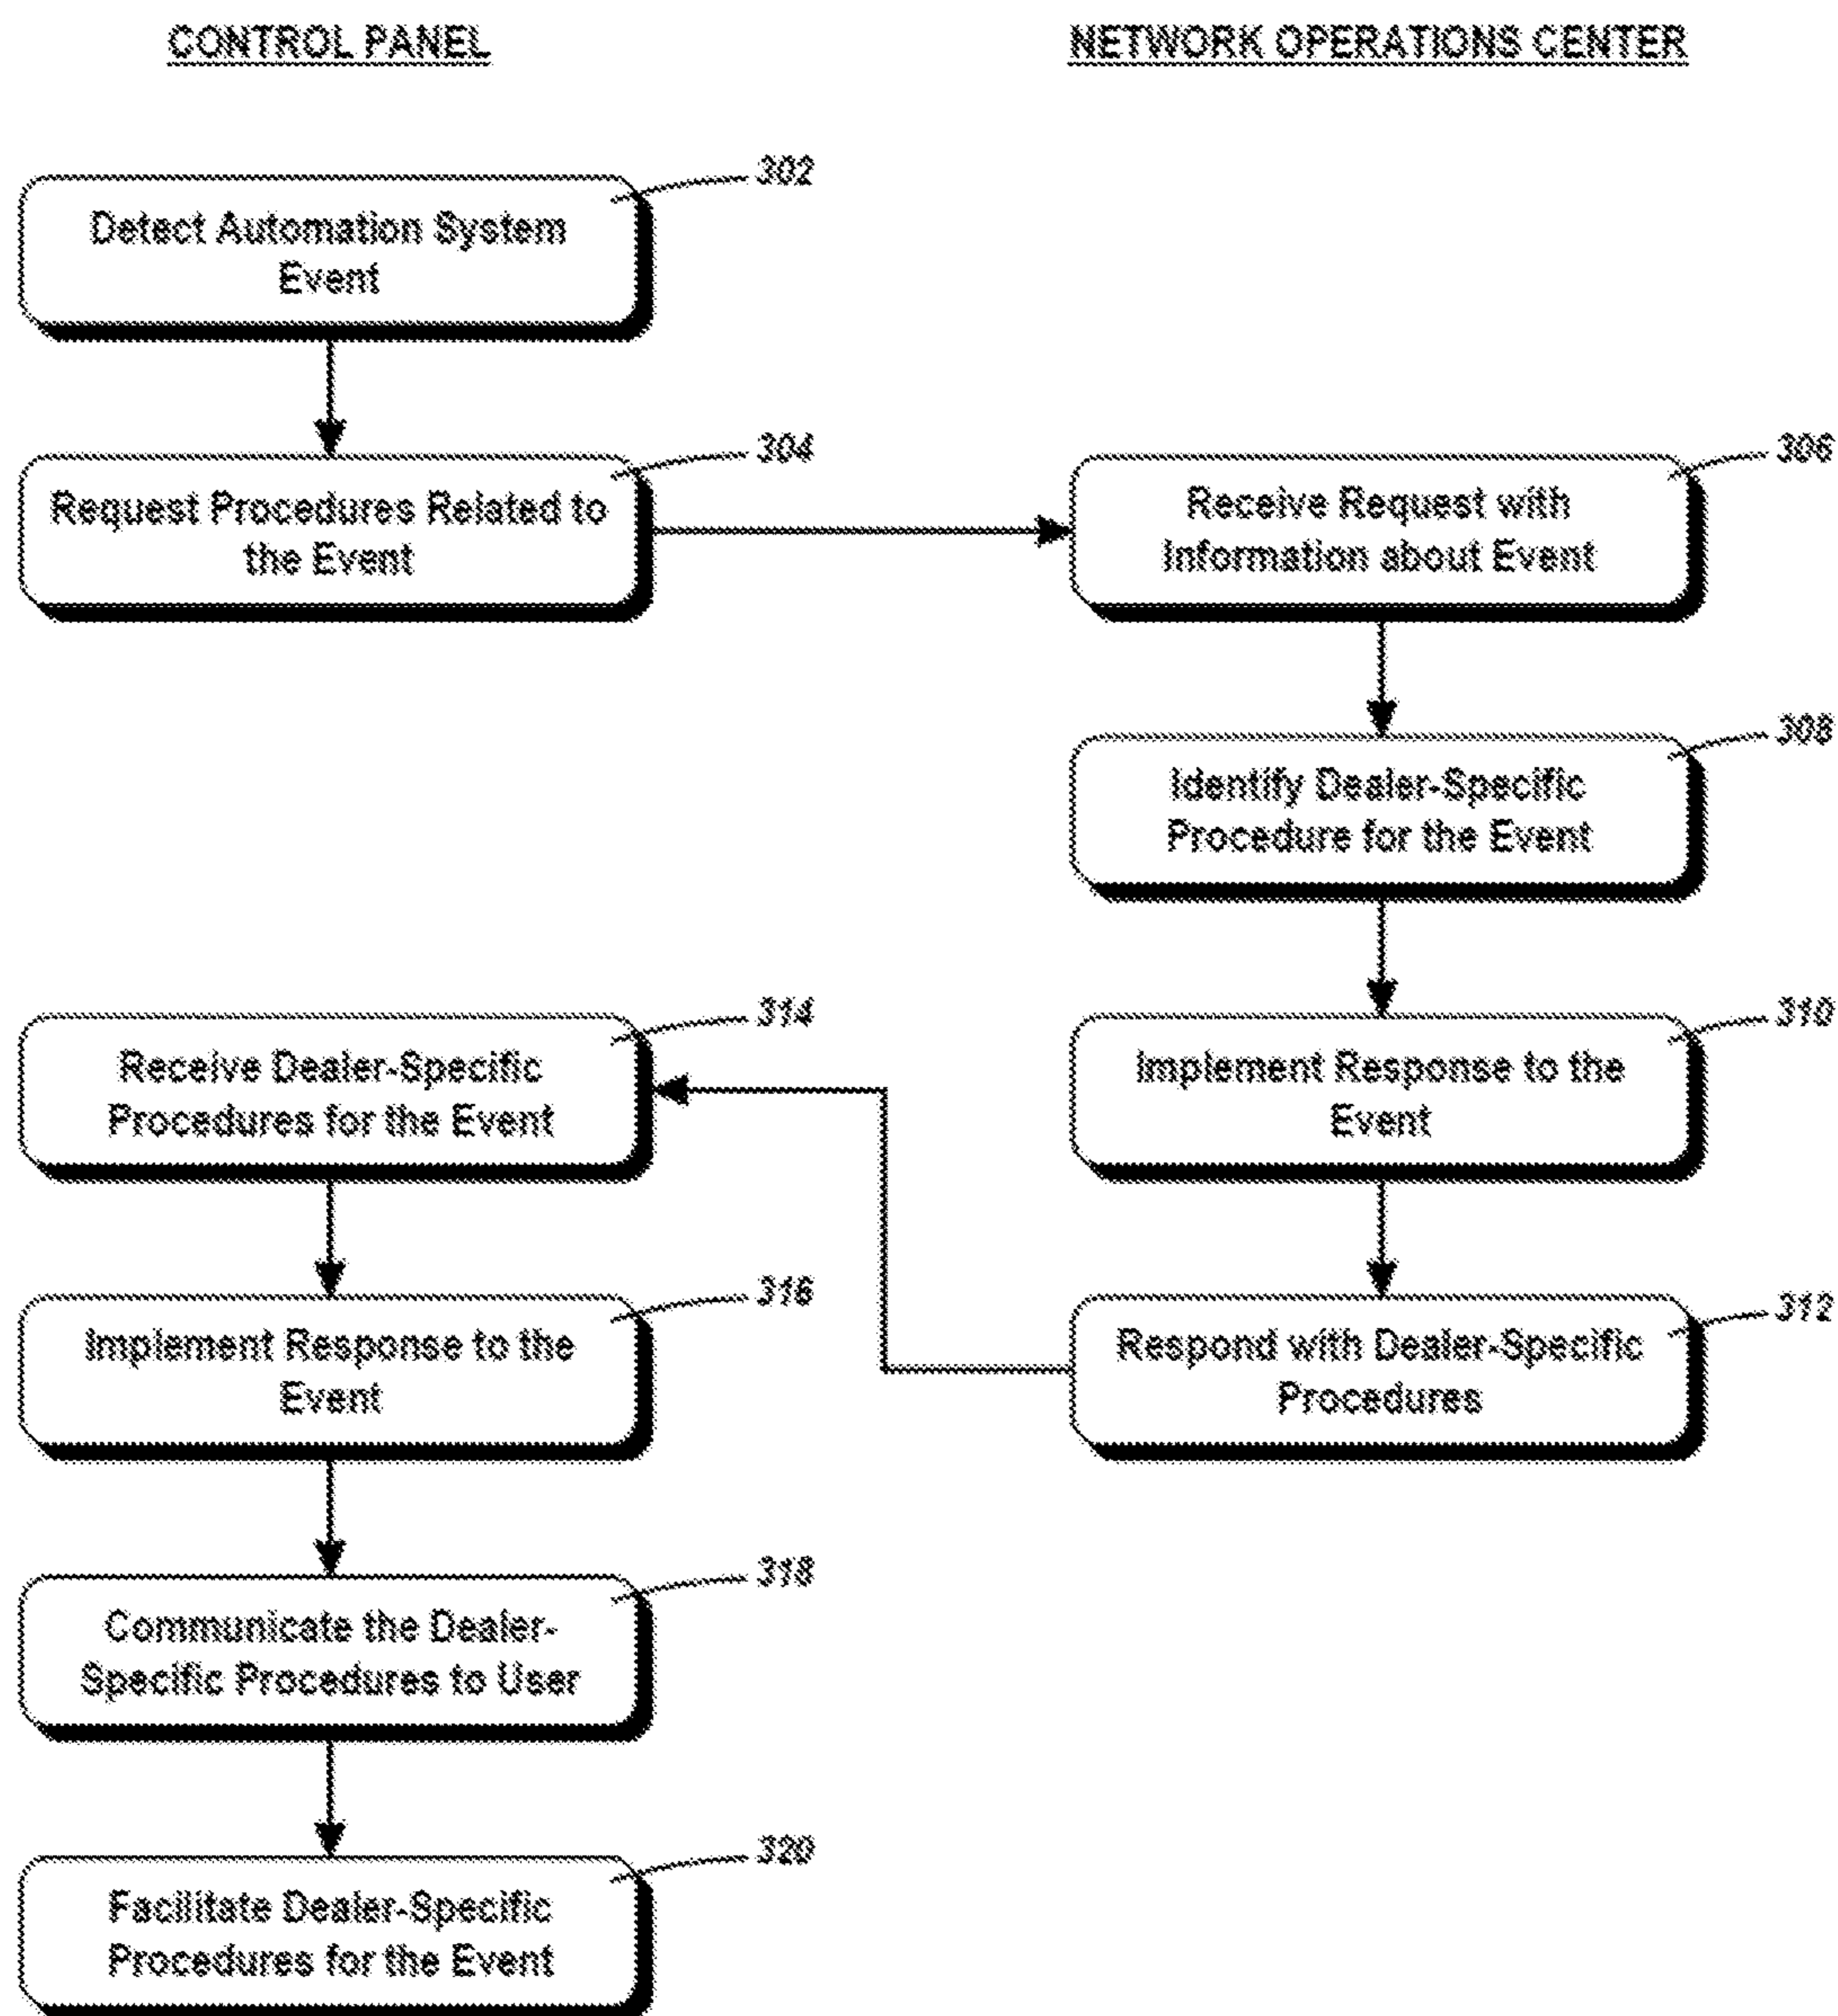 CONTROL PANEL
NETWORK OPERATIONS CENTER
302
Detect Automation System
Event
304
Request Procedures Related to
the Event
306
Receive Request with
Information about Event
308
Identify Dealer-Specific
Procedure for the Event
310
Implement Response to the
Event
312
Respond with Dealer-Specific
Procedures
314
Receive Dealer-Specific
Procedures for the Event
316
Implement Response to the
Event
318
Communicate the Dealer-
Specific Procedures to User
320
Facilitate Dealer-Specific
Procedures for the Event